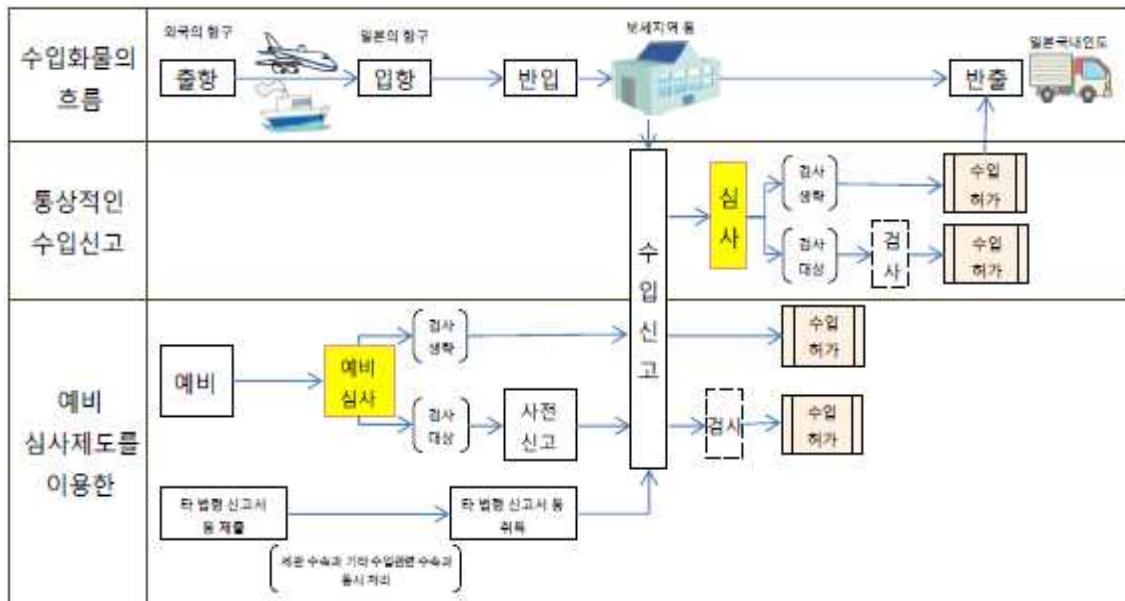 수입화물의
흐름
외국의 항구
출항
일본의 항구
입항
반입
보세지역 등
반출
일본국내인도
통상적인
수입신고
수입신고
심사
검사
생략
수입
허가
검사
대상
검사
수입
허가
예비
심사제도를
이용한
예비
예비
심사
검사
생략
수입
허가
검사
대상
사전
신고
검사
수입
허가
타 법령 신고서
등 제출
타 법령 신고서 등
취득
세관 수속과 기타 수입관련 수속과
동시 처리